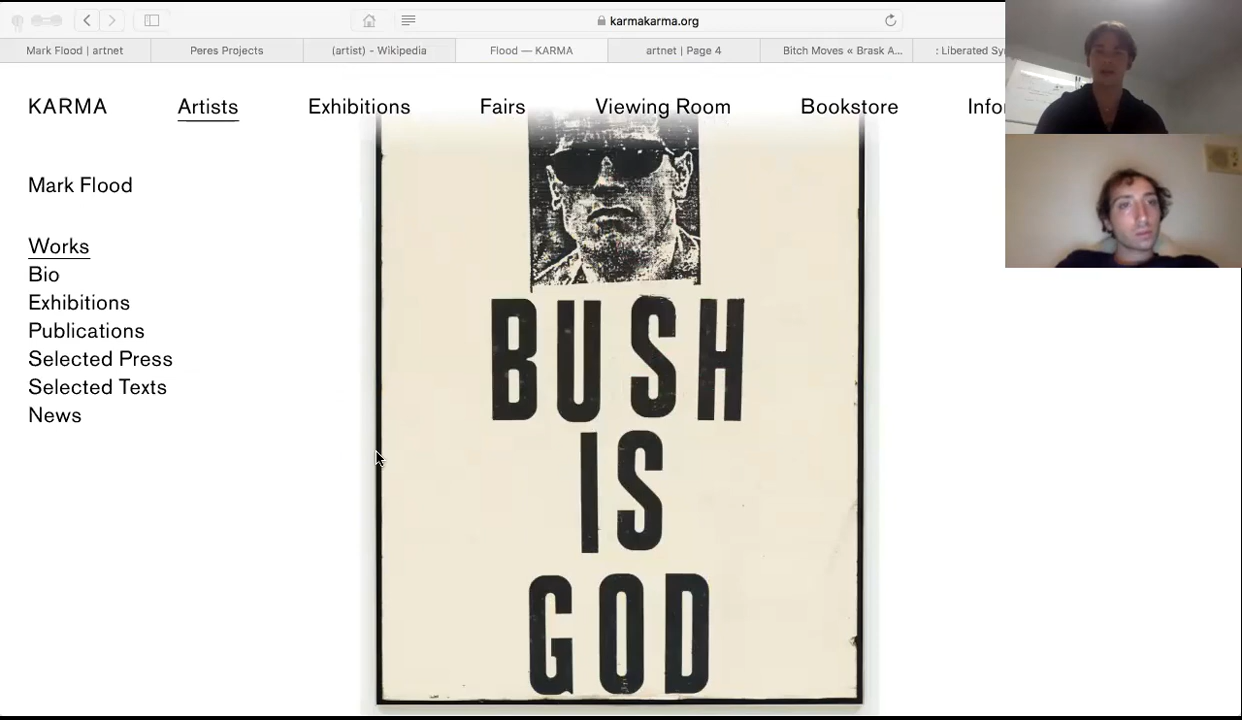 karmakarma.org
Mark Flood | artnet
Peres Projects
(artist) - Wikipedia
Flood — KARMA
artnet | Page 4
Bitch Moves « Brask A...
: Liberated Sy
KARMA
Artists
Exhibitions
Fairs
Viewing Room
Bookstore
Infor
Mark Flood
Works
Bio
Exhibitions
Publications
Selected Press
Selected Texts
News
BUSH
IS
GOD